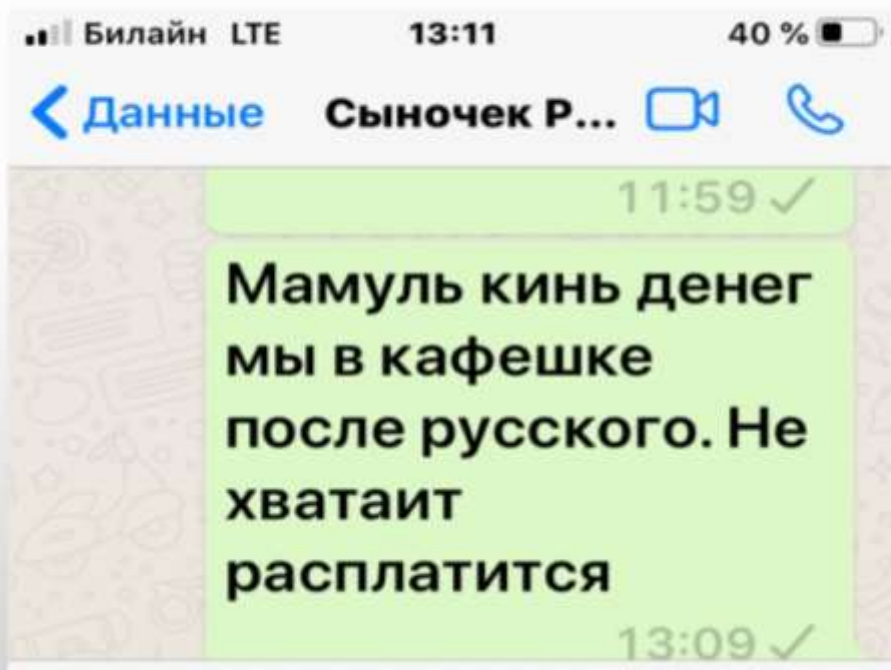 Билайн LTE 13:11 40 %
Данные Сыночек Р...
11:59
Мамуль кинь денег
мы в кафешке
после русского. Не
хватаит
расплатится
13:09